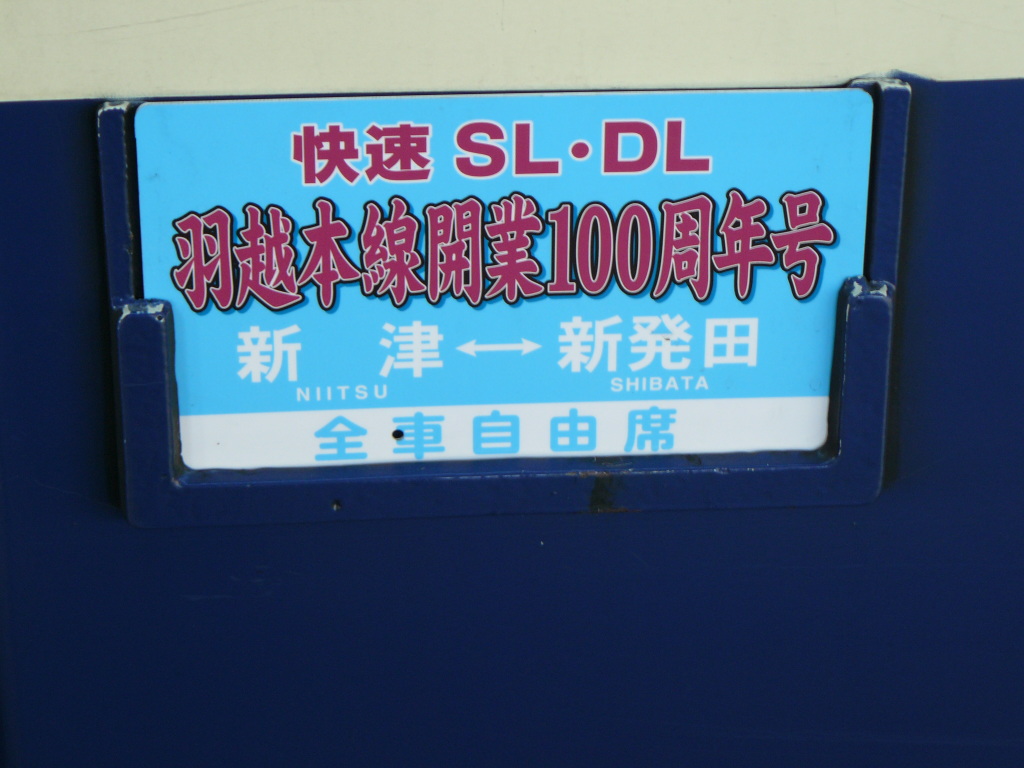 快速 SL・DL
羽越本線開業100周年号
新 津 ↔ 新発田
NIITSU SHIBATA
全車自由席